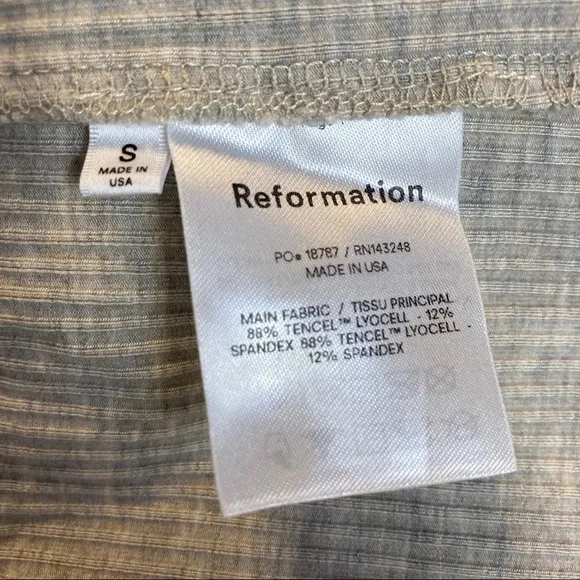 S
MADE IN
USA
Reformation
PO# 18787 / RN143248
MADE IN USA
MAIN FABRIC / TISSU PRINCIPAL
88% TENCEL™ LYOCELL - 12%
SPANDEX 88% TENCEL™ LYOCELL -
12% SPANDEX